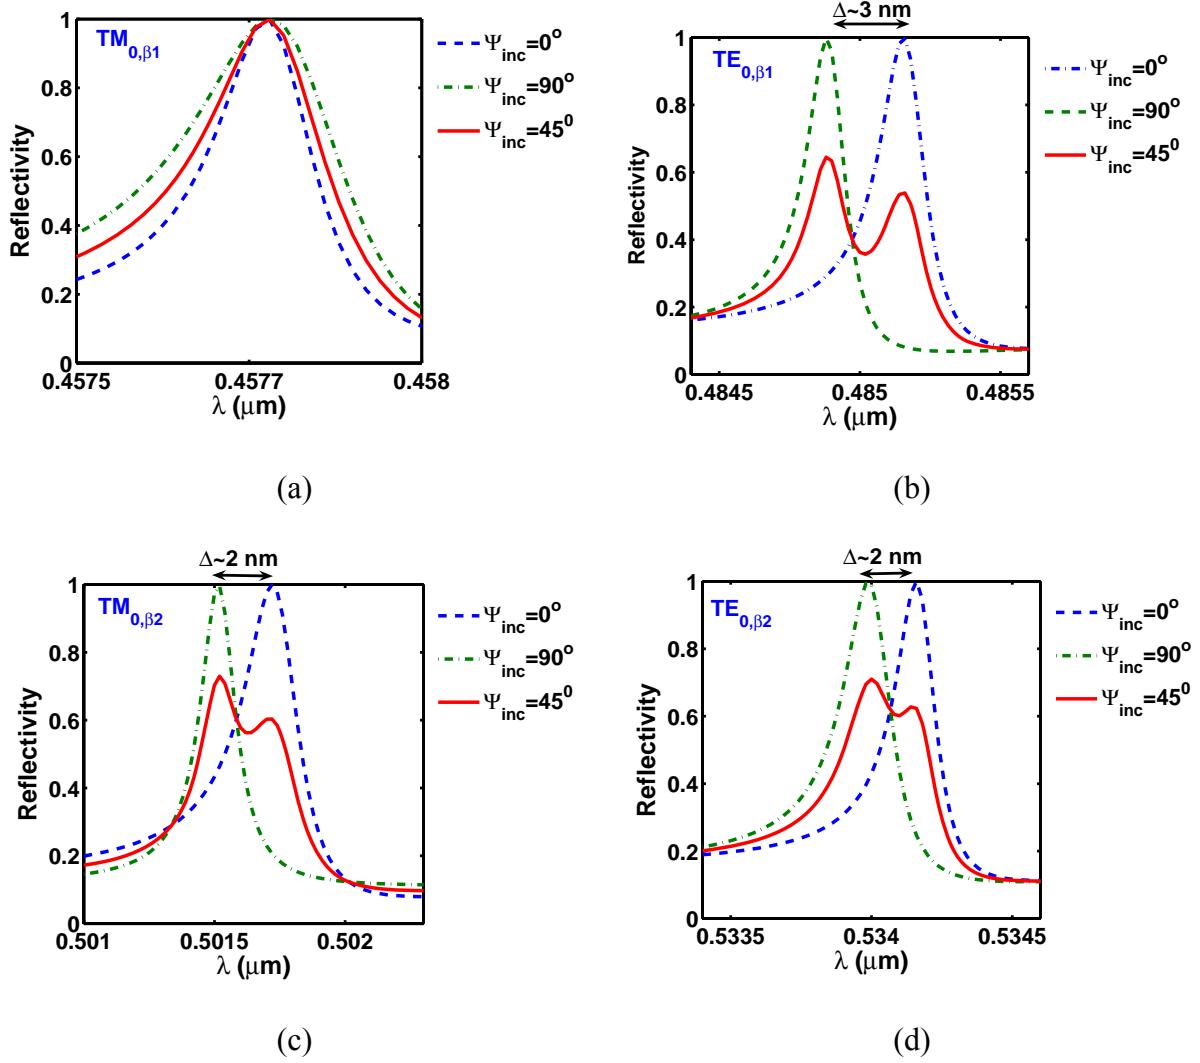 TM0,β1
Ψinc=0o
Ψinc=90o
Ψinc=450
1
0.8
0.6
0.4
0.2
0
Reflectivity
0.4575
0.4577
0.458
λ (μm)
(a)
Δ~3 nm
TE0,β1
Ψinc=0o
Ψinc=90o
Ψinc=450
1
0.8
0.6
0.4
0.2
0
Reflectivity
0.4845
0.485
0.4855
λ (μm)
(b)
Δ~2 nm
TM0,β2
Ψinc=0o
Ψinc=90o
Ψinc=450
1
0.8
0.6
0.4
0.2
0
Reflectivity
0.501
0.5015
0.502
λ (μm)
(c)
Δ~2 nm
TE0,β2
Ψinc=0o
Ψinc=90o
Ψinc=450
1
0.8
0.6
0.4
0.2
0
Reflectivity
0.5335
0.534
0.5345
λ (μm)
(d)